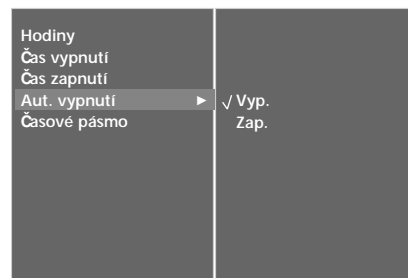 Hodiny
Čas vypnutí
Čas zapnutí
Aut. vypnutí ►
Časové pásmo
√ Vyp.
Zap.